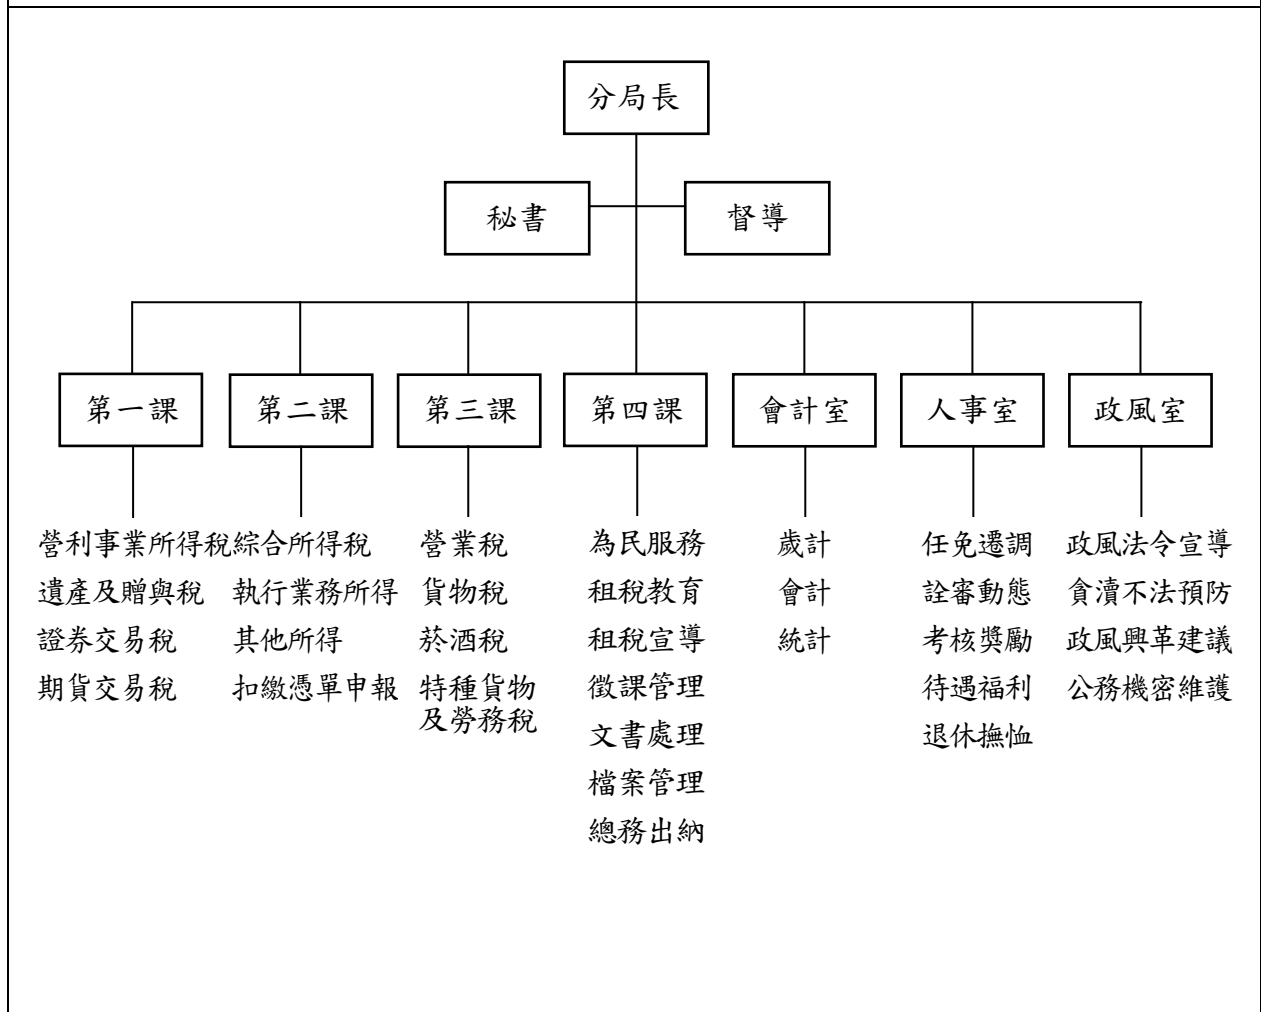 分局長
秘書
督導
第一課
第二課
第三課
第四課
會計室
人事室
政風室
營利事業所得稅
遺產及贈與稅
證券交易稅
期貨交易稅
綜合所得稅
執行業務所得
其他所得
扣繳憑單申報
營業稅
貨物稅
菸酒稅
特種貨物
及勞務稅
為民服務
租稅教育
租稅宣導
徵課管理
文書處理
檔案管理
總務出納
歲計
會計
統計
任免遷調
詮審動態
考核獎勵
待遇福利
退休撫恤
政風法令宣導
貪瀆不法預防
政風興革建議
公務機密維護